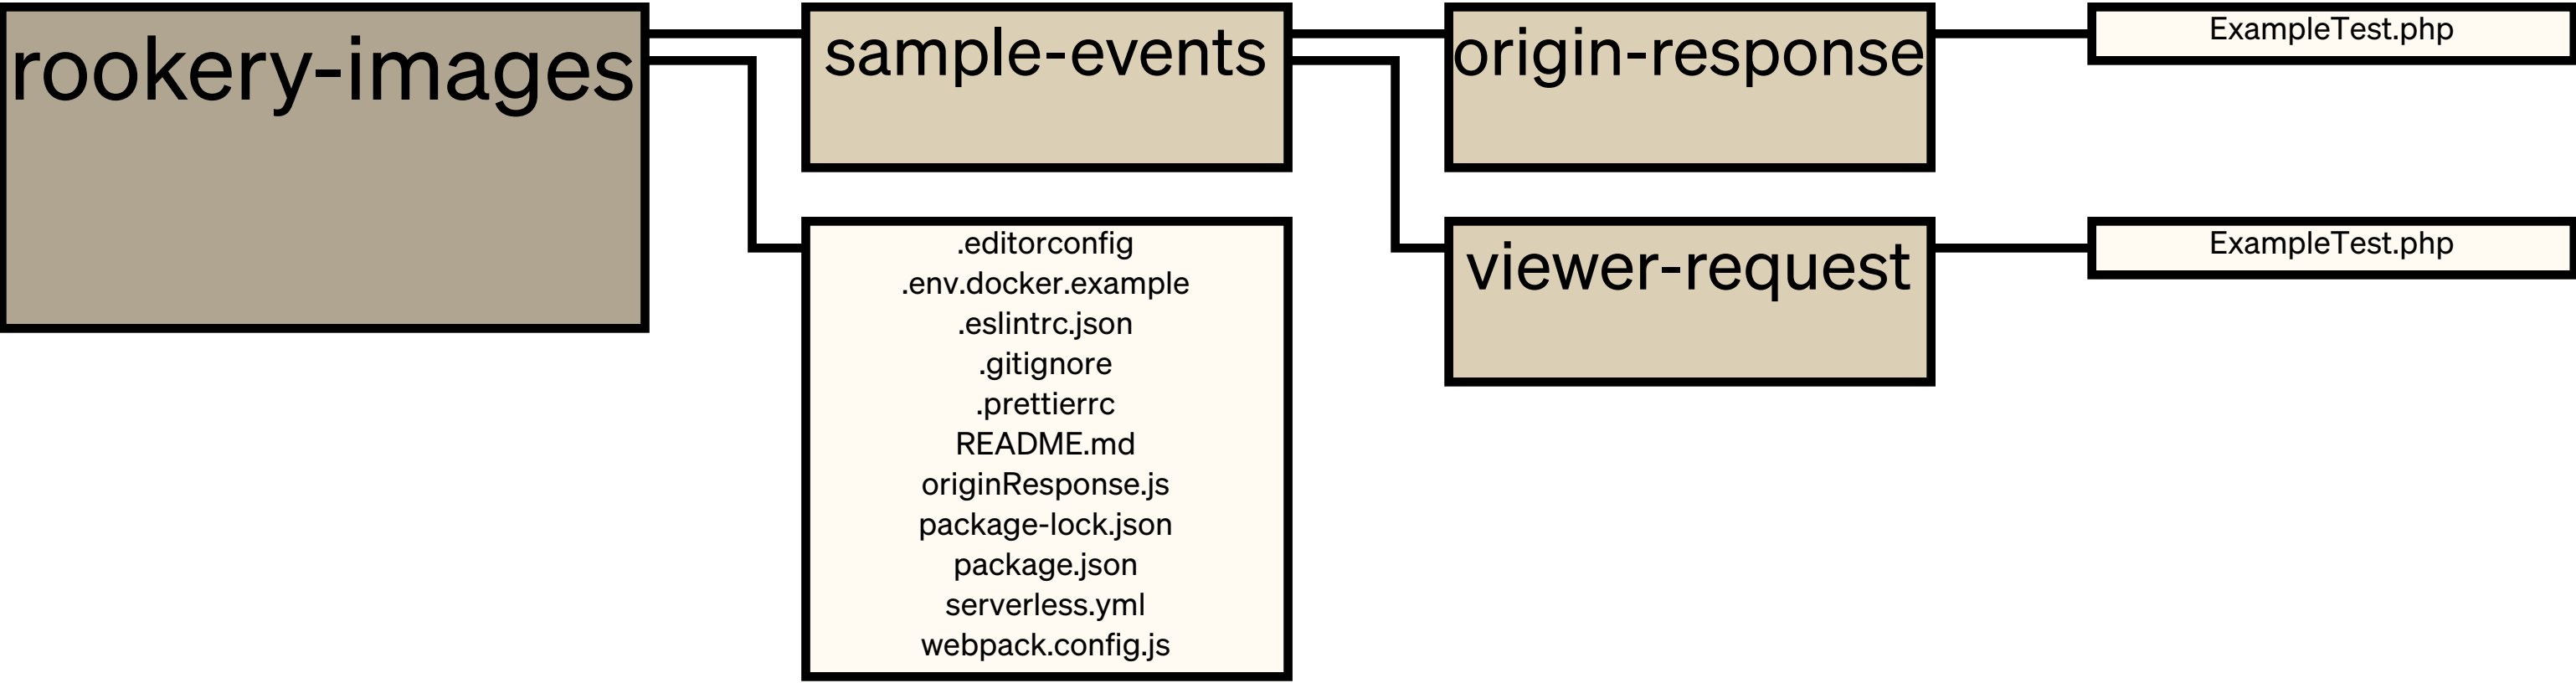 rookery-images
sample-events
origin-response
ExampleTest.php
viewer-request
ExampleTest.php
.editorconfig
.env.docker.example
.eslintrc.json
.gitignore
.prettierrc
README.md
originResponse.js
package-lock.json
package.json
serverless.yml
webpack.config.js